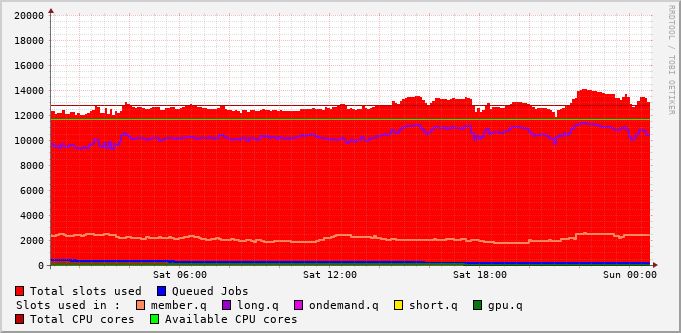 20000
18000
16000
14000
12000
10000
8000
6000
4000
2000
0
Sat 06:00 Sat 12:00 Sat 18:00 Sun 00:00
Total slots used Queued Jobs
Slots used in : member.q long.q ondemand.q short.q gpu.q
Total CPU cores Available CPU cores
RRDTOOL / TOBI OETIKER